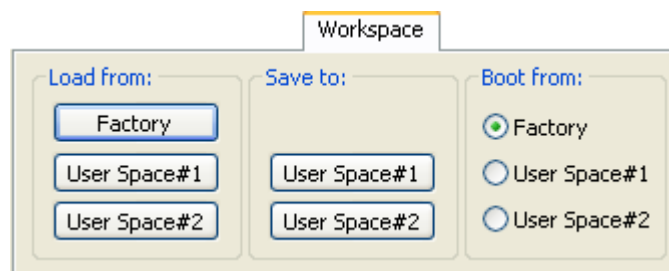 Workspace
Load from:
Factory
User Space#1
User Space#2
Save to:
User Space#1
User Space#2
Boot from:
Factory
User Space#1
User Space#2